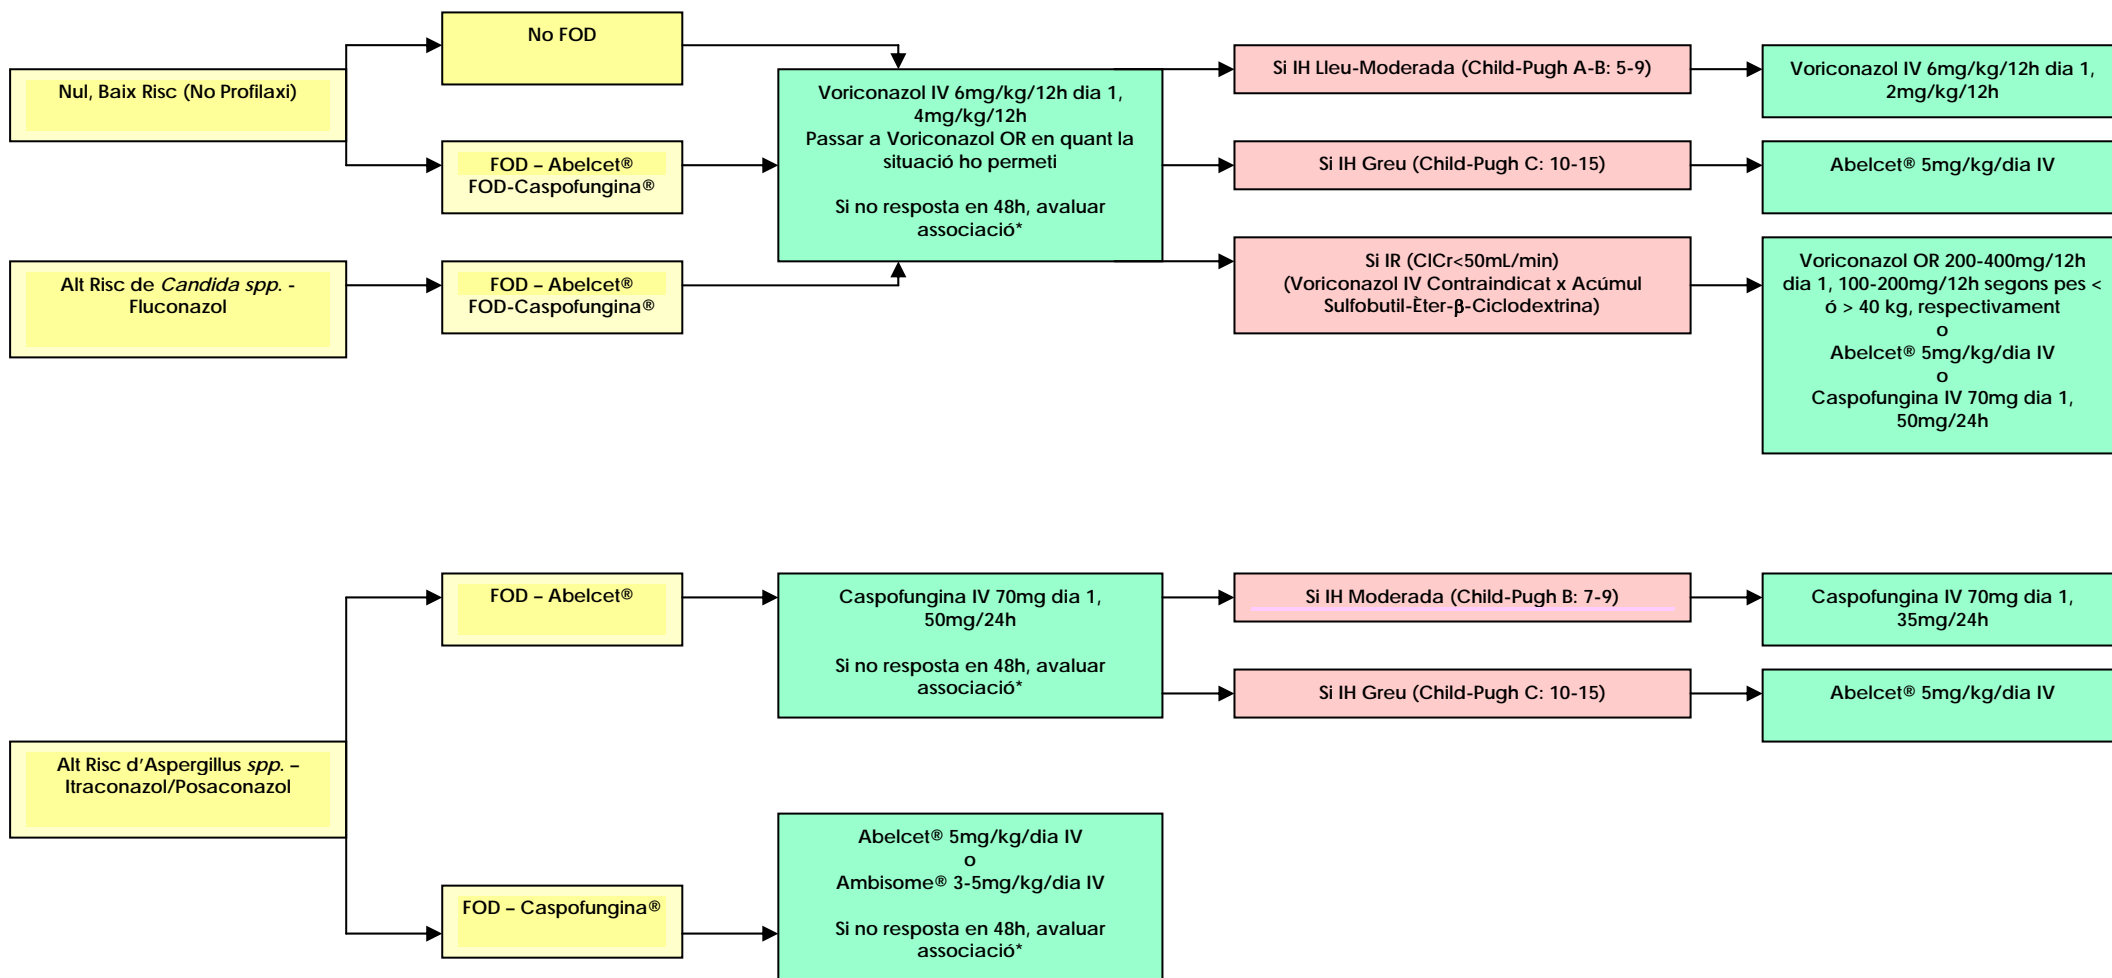 No FOD
Nul, Baix Risc (No Profilaxi)
FOD – Abelcet®
FOD-Caspofungina®
Alt Risc de Candida spp. -
Fluconazol
FOD – Abelcet®
FOD-Caspofungina®
Voriconazol IV 6mg/kg/12h dia 1,
4mg/kg/12h
Passar a Voriconazol OR en quant la
situació ho permeti
Si no resposta en 48h, avaluar
associació*
Si IH Lleu-Moderada (Child-Pugh A-B: 5-9)
Voriconazol IV 6mg/kg/12h dia 1,
2mg/kg/12h
Si IH Greu (Child-Pugh C: 10-15)
Abelcet® 5mg/kg/dia IV
Si IR (ClCr<50mL/min)
(Voriconazol IV Contraindicat x Acúmul
Sulfobutil-Èter-β-Ciclodextrina)
Voriconazol OR 200-400mg/12h
dia 1, 100-200mg/12h segons pes <
ó > 40 kg, respectivament
o
Abelcet® 5mg/kg/dia IV
o
Caspofungina IV 70mg dia 1,
50mg/24h
Alt Risc d'Aspergillus spp. –
Itraconazol/Posaconazol
FOD – Abelcet®
Caspofungina IV 70mg dia 1,
50mg/24h
Si no resposta en 48h, avaluar
associació*
Si IH Moderada (Child-Pugh B: 7-9)
Caspofungina IV 70mg dia 1,
35mg/24h
Si IH Greu (Child-Pugh C: 10-15)
Abelcet® 5mg/kg/dia IV
FOD – Caspofungina®
Abelcet® 5mg/kg/dia IV
o
Ambisome® 3-5mg/kg/dia IV
Si no resposta en 48h, avaluar
associació*